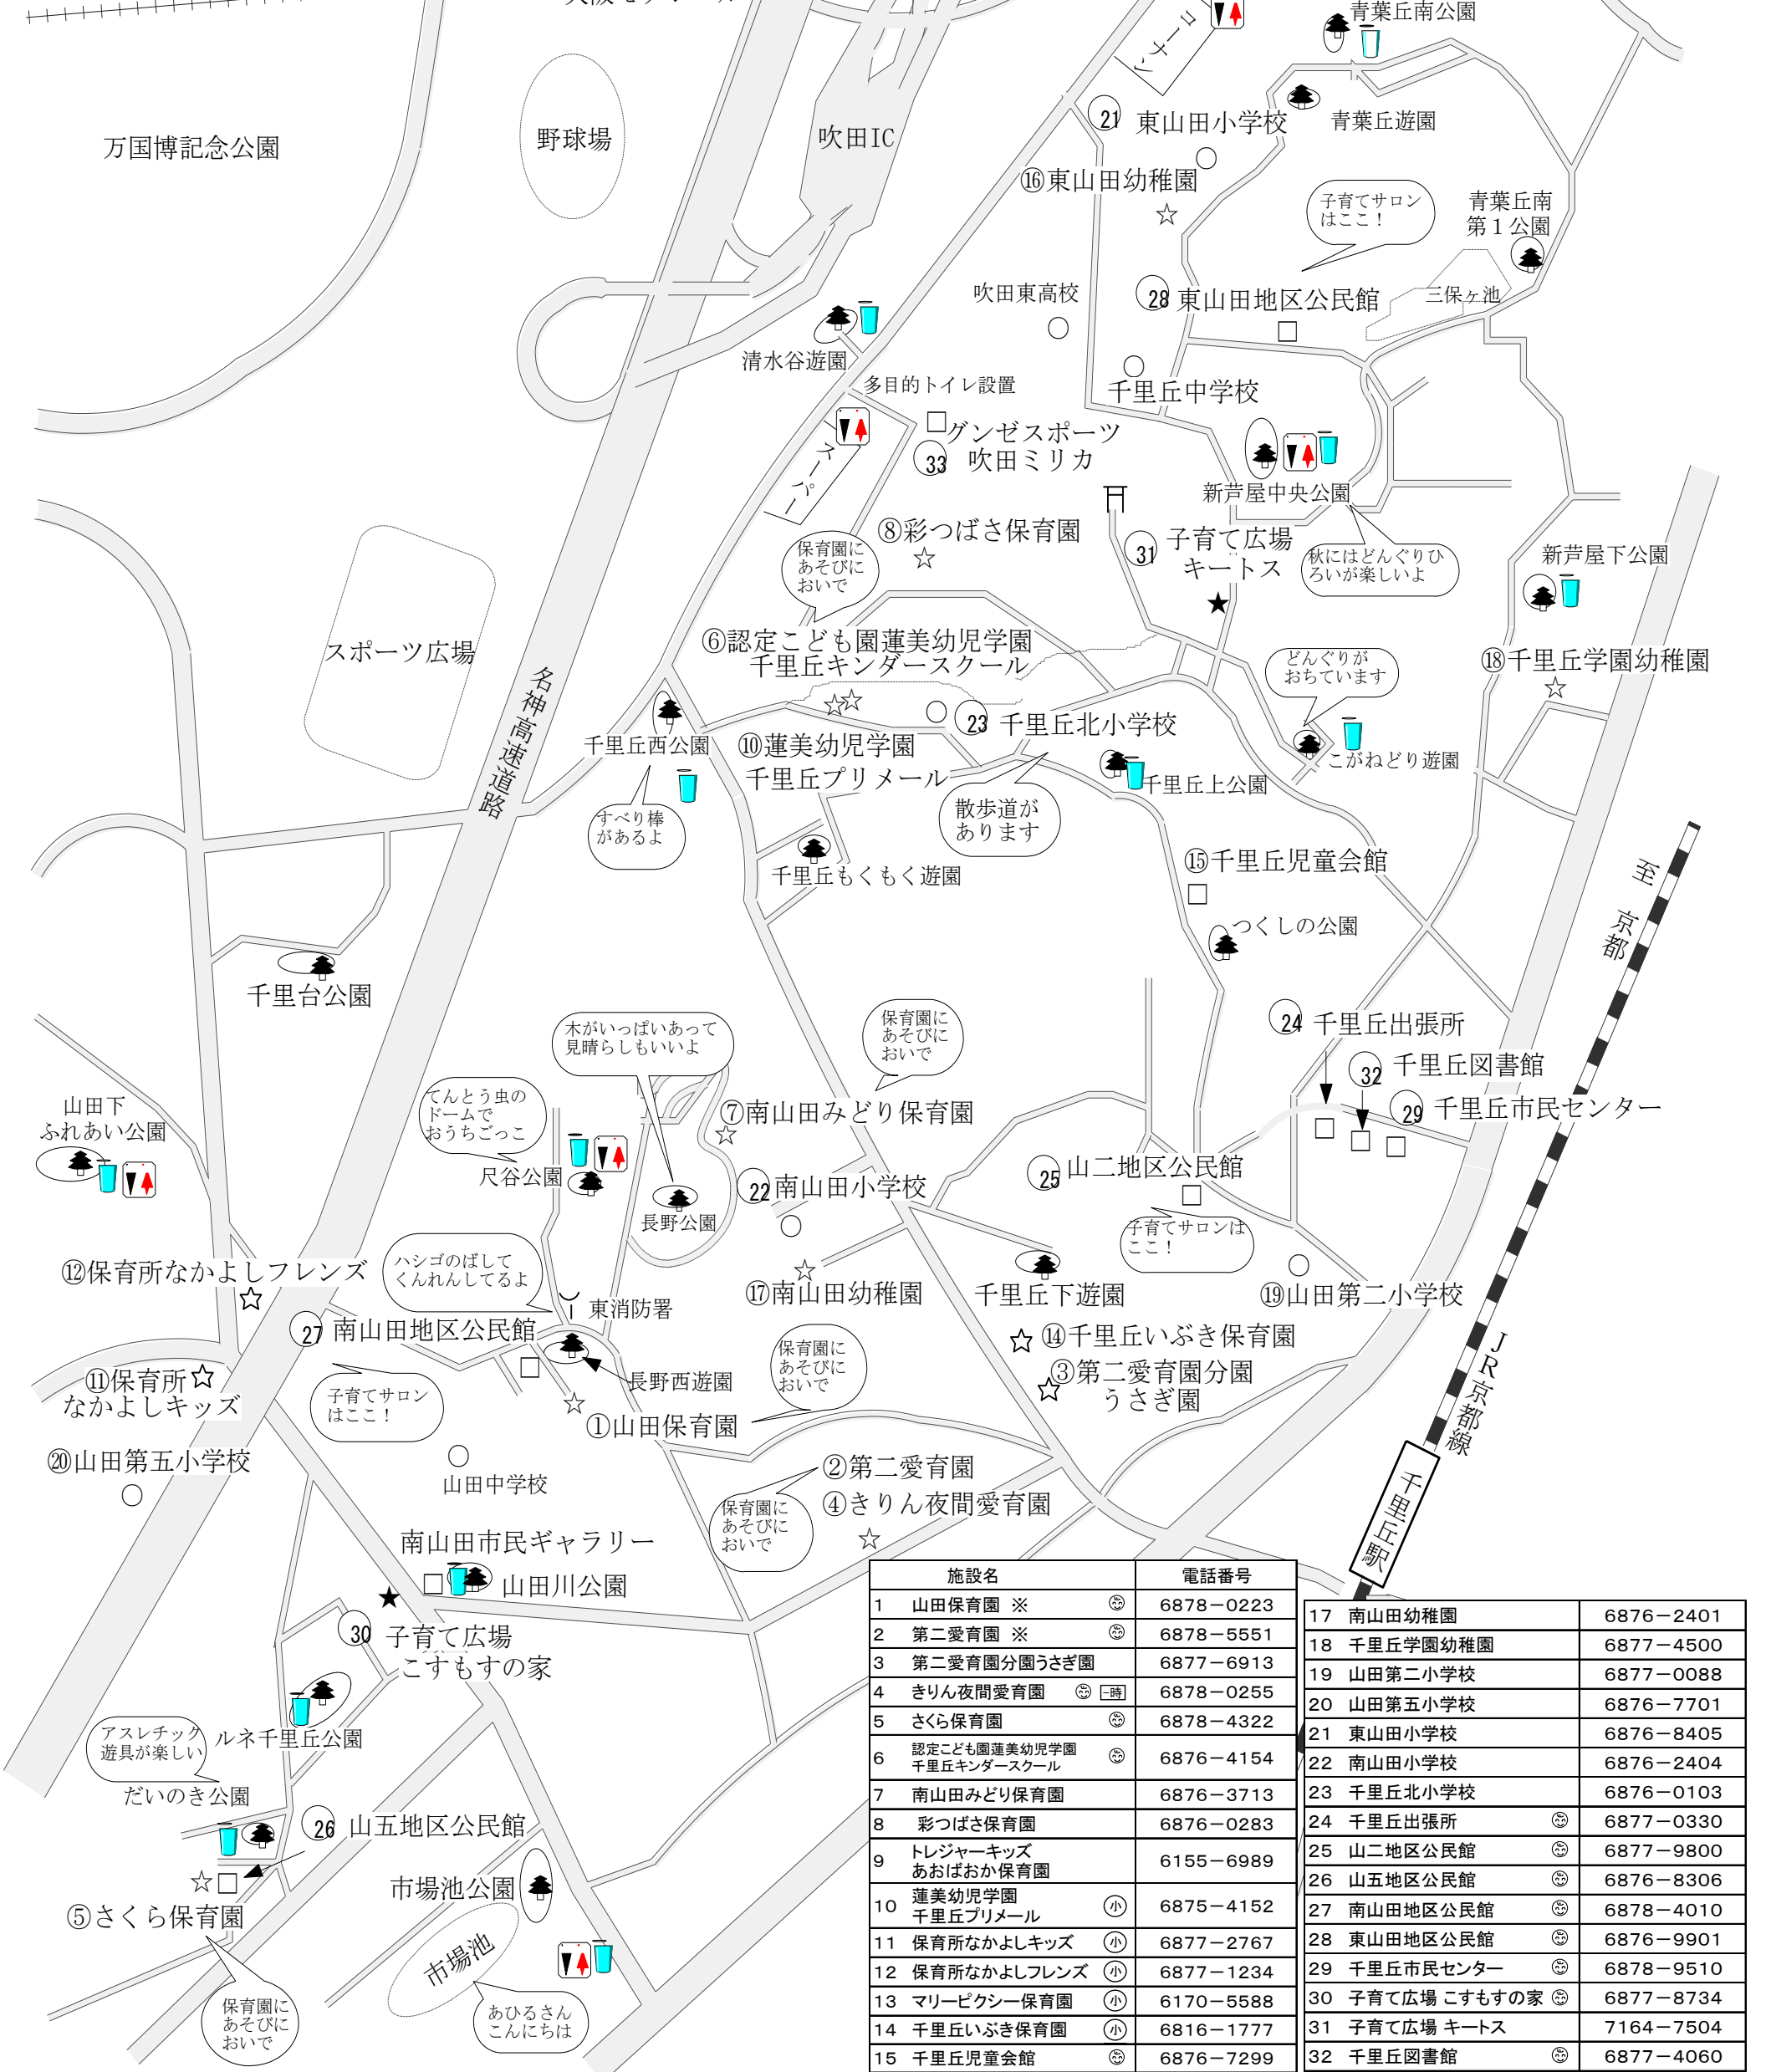 コーナン
青葉丘南公園
万国博記念公園
野球場
吹田IC
21 東山田小学校
青葉丘遊園
⑯東山田幼稚園
子育てサロン
はここ！
青葉丘南
第１公園
吹田東高校
28 東山田地区公民館
三保ヶ池
清水谷遊園
多目的トイレ設置
千里丘中学校
スーパー
グンゼスポーツ
33 吹田ミリカ
新芦屋中央公園
⑧彩つばさ保育園
保育園に
あそびに
おいで
31 子育て広場
キートス
秋にはどんぐりひ
ろいが楽しいよ
新芦屋下公園
スポーツ広場
名神高速道路
⑥認定こども園蓮美幼児学園
千里丘キンダースクール
どんぐりが
おちています
⑱千里丘学園幼稚園
千里丘西公園
23 千里丘北小学校
⑩蓮美幼児学園
千里丘プリメール
こがねどり遊園
千里丘上公園
すべり棒
があるよ
散歩道が
あります
千里丘もくもく遊園
⑮千里丘児童会館
至 京都
つくしの公園
千里台公園
木がいっぱいあって
見晴らしもいいよ
保育園に
あそびに
おいで
24 千里丘出張所
32 千里丘図書館
29 千里丘市民センター
山田下
ふれあい公園
てんとう虫の
ドームで
おうちごっこ
⑦南山田みどり保育園
尺谷公園
長野公園
22 南山田小学校
25 山二地区公民館
子育てサロンは
ここ！
⑫保育所なかよしフレンズ
ハシゴのばして
くんれんしてるよ
東消防署
⑰南山田幼稚園
千里丘下遊園
⑲山田第二小学校
27 南山田地区公民館
⑭千里丘いぶき保育園
ＪＲ京都線
⑪保育所
なかよしキッズ
子育てサロン
はここ！
長野西遊園
保育園に
あそびに
おいで
③第二愛育園分園
うさぎ園
①山田保育園
⑳山田第五小学校
山田中学校
②第二愛育園
④きりん夜間愛育園
保育園に
あそびに
おいで
千里丘駅
南山田市民ギャラリー
山田川公園
30 子育て広場
こすもすの家
アスレチック
遊具が楽しい
ルネ千里丘公園
だいのき公園
26 山五地区公民館
⑤さくら保育園
市場池公園
市場池
保育園に
あそびに
おいで
あひるさん
こんにちは
施設名 電話番号
1 山田保育園 ※ 6878－0223
2 第二愛育園 ※ 6878－5551
3 第二愛育園分園うさぎ園 6877－6913
4 きりん夜間愛育園 一時 6878－0255
5 さくら保育園 6878－4322
6 認定こども園蓮美幼児学園
千里丘キンダースクール 6876－4154
7 南山田みどり保育園 6876－3713
8 彩つばさ保育園 6876－0283
9 トレジャーキッズ
あおばおか保育園 6155－6989
10 蓮美幼児学園
千里丘プリメール 小 6875－4152
11 保育所なかよしキッズ 小 6877－2767
12 保育所なかよしフレンズ 小 6877－1234
13 マリーピクシー保育園 小 6170－5588
14 千里丘いぶき保育園 小 6816－1777
15 千里丘児童会館 6876－7299
17 南山田幼稚園 6876－2401
18 千里丘学園幼稚園 6877－4500
19 山田第二小学校 6877－0088
20 山田第五小学校 6876－7701
21 東山田小学校 6876－8405
22 南山田小学校 6876－2404
23 千里丘北小学校 6876－0103
24 千里丘出張所 6877－0330
25 山二地区公民館 6877－9800
26 山五地区公民館 6876－8306
27 南山田地区公民館 6878－4010
28 東山田地区公民館 6876－9901
29 千里丘市民センター 6878－9510
30 子育て広場 こすもすの家 6877－8734
31 子育て広場 キートス 7164－7504
32 千里丘図書館 6877－4060